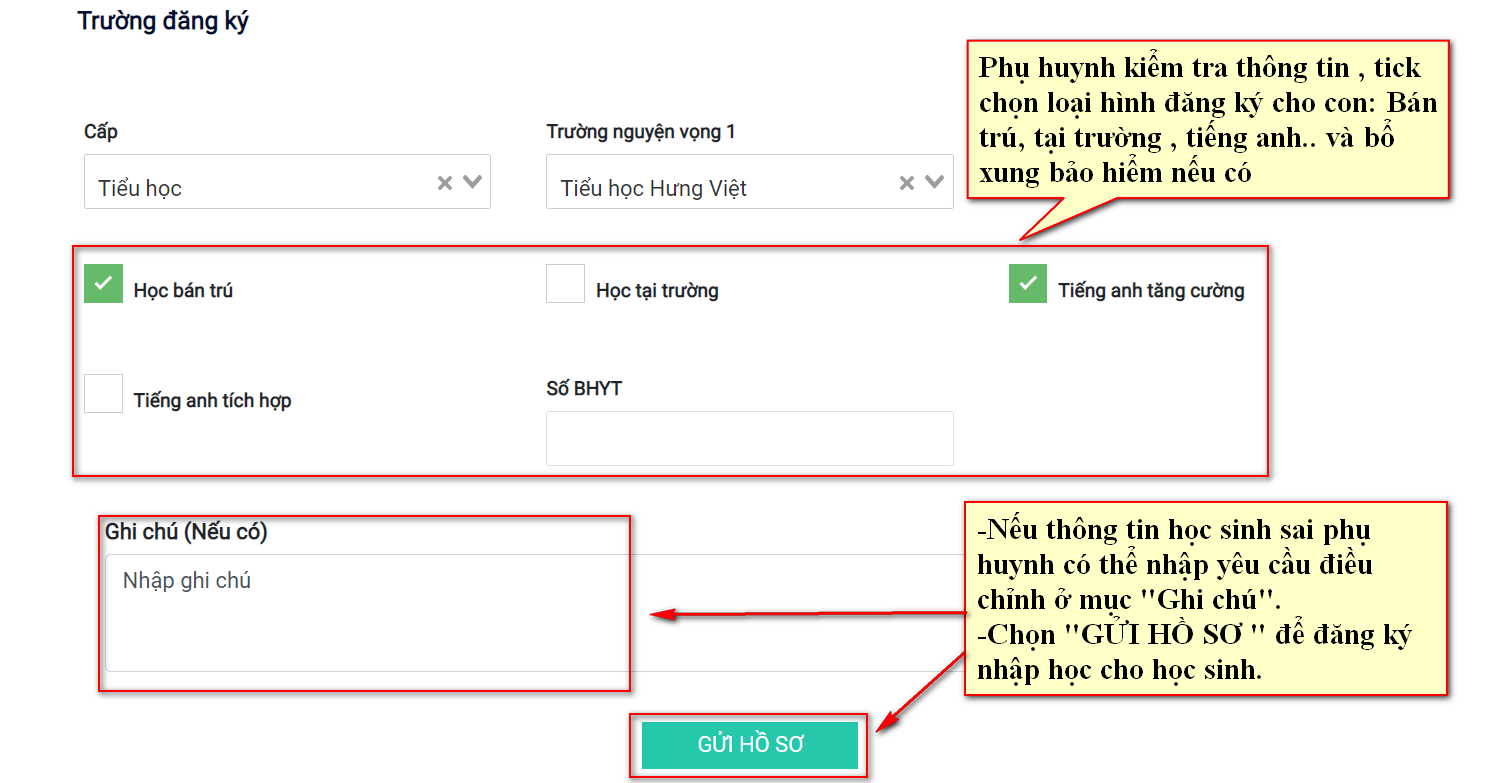 Trường đăng ký
Phụ huynh kiểm tra thông tin , tick
chọn loại hình đăng ký cho con: Bán
trú, tại trường , tiếng anh.. và bổ
xung bảo hiểm nếu có
Cấp
Trường nguyện vọng 1
Tiểu học
Tiểu học Hưng Việt
Học bán trú
Học tại trường
Tiếng anh tăng cường
Tiếng anh tích hợp
Số BHYT
Ghi chú (Nếu có)
Nhập ghi chú
-Nếu thông tin học sinh sai phụ
huynh có thể nhập yêu cầu điều
chỉnh ở mục "Ghi chú".
-Chọn "GỬI HỒ SƠ " để đăng ký
nhập học cho học sinh.
GỬI HỒ SƠ